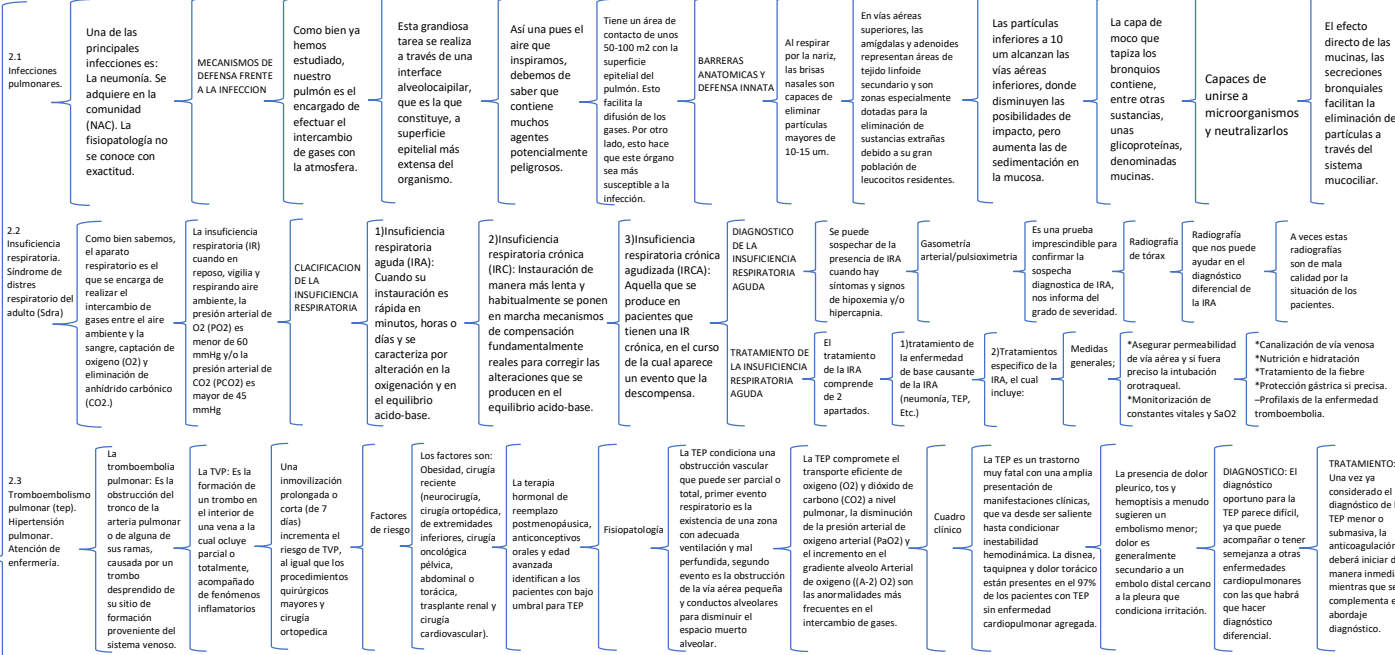 2.1
Infecciones
pulmonares.
Una de las
principales
infecciones es:
La neumonía. Se
adquiere en la
comunidad
(NAC). La
fisiopatología no
se conoce con
exactitud.
MECANISMOS DE
DEFENSA FRENTE
A LA INFECCION
Como bien ya
hemos
estudiado,
nuestro
pulmón es el
encargado de
efectuar el
intercambio
de gases con
la atmosfera.
Esta grandiosa
tarea se realiza
a través de una
interface
alveolocaipilar,
que es la que
constituye, a
superficie
epitelial más
extensa del
organismo.
Así una pues el
aire que
inspiramos,
debemos de
saber que
contiene
muchos
agentes
potencialmente
peligrosos.
Tiene un área de
contacto de unos
50-100 m2 con la
superficie
epitelial del
pulmón. Esto
facilita la
difusión de los
gases. Por otro
lado, esto hace
que este órgano
sea más
susceptible a la
infección.
BARRERAS
ANATOMICAS Y
DEFENSA INNATA
Al respirar
por la nariz,
las brisas
nasales son
capaces de
eliminar
partículas
mayores de
10-15 um.
En vías aéreas
superiores, las
amígdalas y adenoides
representan áreas de
tejido linfoide
secundario y son
zonas especialmente
dotadas para la
eliminación de
sustancias extrañas
debido a su gran
población de
leucocitos residentes.
Las partículas
inferiores a 10
um alcanzan las
vías aéreas
inferiores, donde
disminuyen las
posibilidades de
impacto, pero
aumenta las de
sedimentación en
la mucosa.
La capa de
moco que
tapiza los
bronquios
contiene,
entre otras
sustancias,
unas
glicoproteínas,
denominadas
mucinas.
Capaces de
unirse a
microorganismos
y neutralizarlos
El efecto
directo de las
mucinas, las
secreciones
bronquiales
facilitan la
eliminación de
partículas a
través del
sistema
mucociliar.
2.2
Insuficiencia
respiratoria.
Síndrome de
distres
respiratorio del
adulto (Sdra)
Como bien sabemos,
el aparato
respiratorio es el
que se encarga de
realizar el
intercambio de
gases entre el aire
ambiente y la
sangre, captación de
oxigeno (O2) y
eliminación de
anhídrido carbónico
(CO2.)
La insuficiencia
respiratoria (IR)
cuando en
reposo, vigilia y
respirando aire
ambiente, la
presión arterial de
O2 (PO2) es
menor de 60
mmHg y/o la
presión arterial de
CO2 (PCO2) es
mayor de 45
mmHg
CLACIFICACION
DE LA
INSUFICIENCIA
RESPIRATORIA
1)Insuficiencia
respiratoria
aguda (IRA):
Cuando su
instauración es
rápida en
minutos, horas o
días y se
caracteriza por
alteración en la
oxigenación y en
el equilibrio
acido-base.
2)Insuficiencia
respiratoria crónica
(IRC): Instauración de
manera más lenta y
habitualmente se ponen
en marcha mecanismos
de compensación
fundamentalmente
reales para corregir las
alteraciones que se
producen en el
equilibrio acido-base.
3)Insuficiencia
respiratoria crónica
agudizada (IRCA):
Aquella que se
produce en
pacientes que
tienen una IR
crónica, en el curso
de la cual aparece
un evento que la
descompensa.
DIAGNOSTICO
DE LA
INSUFICIENCIA
RESPIRATORIA
AGUDA
Se puede
sospechar de la
presencia de IRA
cuando hay
síntomas y signos
de hipoxemia y/o
hipercapnia.
Gasometría
arterial/pulsioximetria
Es una prueba
imprescindible para
confirmar la
sospecha
diagnostica de IRA,
nos informa del
grado de severidad.
Radiografía
de tórax
Radiografía
que nos puede
ayudar en el
diagnóstico
diferencial de
la IRA
A veces estas
radiografías
son de mala
calidad por la
situación de los
pacientes.
TRATAMIENTO DE
LA INSUFICIENCIA
RESPIRATORIA
AGUDA
El
tratamiento
de la IRA
comprende
de 2
apartados.
1)tratamiento de
la enfermedad
de base causante
de la IRA
(neumonía, TEP,
Etc.)
2)Tratamientos
especifico de la
IRA, el cual
incluye:
Medidas
generales;
*Asegurar permeabilidad
de vía aérea y si fuera
preciso la intubación
orotraqueal.
*Monitorización de
constantes vitales y SaO2
*Canalización de vía venosa
*Nutrición e hidratación
*Tratamiento de la fiebre
*Protección gástrica si precisa.
–Profilaxis de la enfermedad
tromboembolia.
2.3
Tromboembolismo
pulmonar (tep).
Hipertensión
pulmonar.
Atención de
enfermería.
La
tromboembolia
pulmonar: Es la
obstrucción del
tronco de la
arteria pulmonar
o de alguna de
sus ramas,
causada por un
trombo
desprendido de
su sitio de
formación
proveniente del
sistema venoso.
La TVP: Es la
formación de
un trombo en
el interior de
una vena a la
cual ocluye
parcial o
totalmente,
acompañado
de fenómenos
inflamatorios
Una
inmovilización
prolongada o
corta (de 7
días)
incrementa el
riesgo de TVP,
al igual que los
procedimientos
quirúrgicos
mayores y
cirugía
ortopedica
Factores
de riesgo
Los factores son:
Obesidad, cirugía
reciente
(neurocirugía,
cirugía ortopédica,
de extremidades
inferiores, cirugía
oncológica
pélvica,
abdominal o
torácica,
trasplante renal y
cirugía
cardiovascular).
La terapia
hormonal de
reemplazo
postmenopáusica,
anticonceptivos
orales y edad
avanzada
identifican a los
pacientes con bajo
umbral para TEP
Fisiopatología
La TEP condiciona una
obstrucción vascular
que puede ser parcial o
total, primer evento
respiratorio es la
existencia de una zona
con adecuada
ventilación y mal
perfundida, segundo
evento es la obstrucción
de la vía aérea pequeña
y conductos alveolares
para disminuir el
espacio muerto
alveolar.
La TEP compromete el
transporte eficiente de
oxigeno (O2) y dióxido de
carbono (CO2) a nivel
pulmonar, la disminución
de la presión arterial de
oxigeno arterial (PaO2) y
el incremento en el
gradiente alveolo Arterial
de oxigeno ((A-2) O2) son
las anormalidades más
frecuentes en el
intercambio de gases.
Cuadro
clínico
La TEP es un trastorno
muy fatal con una amplia
presentación de
manifestaciones clínicas,
que va desde ser saliente
hasta condicionar
inestabilidad
hemodinámica. La disnea,
taquipnea y dolor torácico
están presentes en el 97%
de los pacientes con TEP
sin enfermedad
cardiopulmonar agregada.
La presencia de dolor
pleurico, tos y
hemoptisis a menudo
sugieren un
embolismo menor;
dolor es
generalmente
secundario a un
embolo distal cercano
a la pleura que
condiciona irritación.
DIAGNOSTICO: El
diagnóstico
oportuno para la
TEP parece difícil,
ya que puede
acompañar o tener
semejanza a otras
enfermedades
cardiopulmonares
con las que habrá
que hacer
diagnóstico
diferencial.
TRATAMIENTO:
Una vez ya
considerado el
diagnóstico de l
TEP menor o
submasiva, la
anticoagulación
deberá iniciar d
manera inmedi
mientras que se
complementa e
abordaje
diagnóstico.